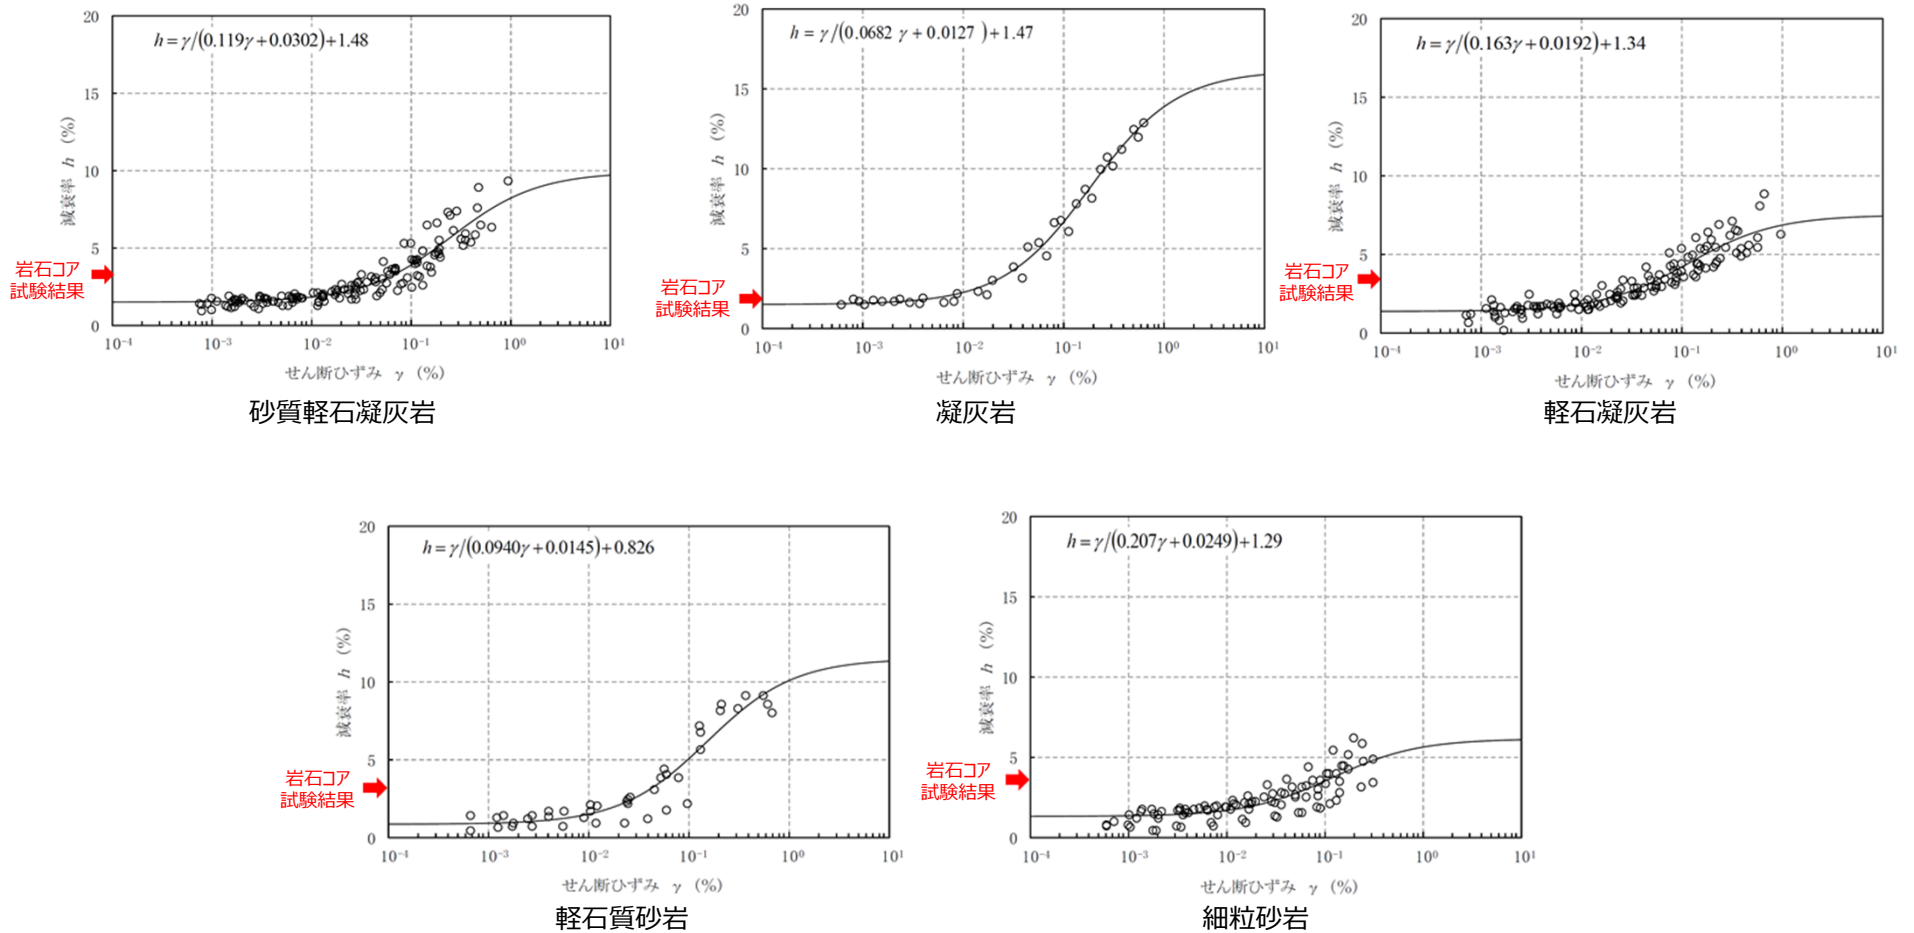 20
15
10
5
0
h=γ/(0.119γ+0.0302)+1.48
減衰率 h (%)
岩石コア
試験結果
10-4
10-3
10-2
10-1
100
101
せん断ひずみ γ (%)
砂質軽石凝灰岩
20
15
10
5
0
h=γ/(0.0682 γ+0.0127 )+1.47
減衰率 h (%)
岩石コア
試験結果
10-4
10-3
10-2
10-1
100
101
せん断ひずみ γ (%)
凝灰岩
20
15
10
5
0
h=γ/(0.163γ+0.0192)+1.34
減衰率 h (%)
岩石コア
試験結果
10-4
10-3
10-2
10-1
100
101
せん断ひずみ γ (%)
軽石凝灰岩
20
15
10
5
0
h=γ/(0.0940γ+0.0145)+0.826
減衰率 h (%)
岩石コア
試験結果
10-4
10-3
10-2
10-1
100
101
せん断ひずみ γ (%)
軽石質砂岩
20
15
10
5
0
h=γ/(0.207γ+0.0249)+1.29
減衰率 h (%)
岩石コア
試験結果
10-4
10-3
10-2
10-1
100
101
せん断ひずみ γ (%)
細粒砂岩